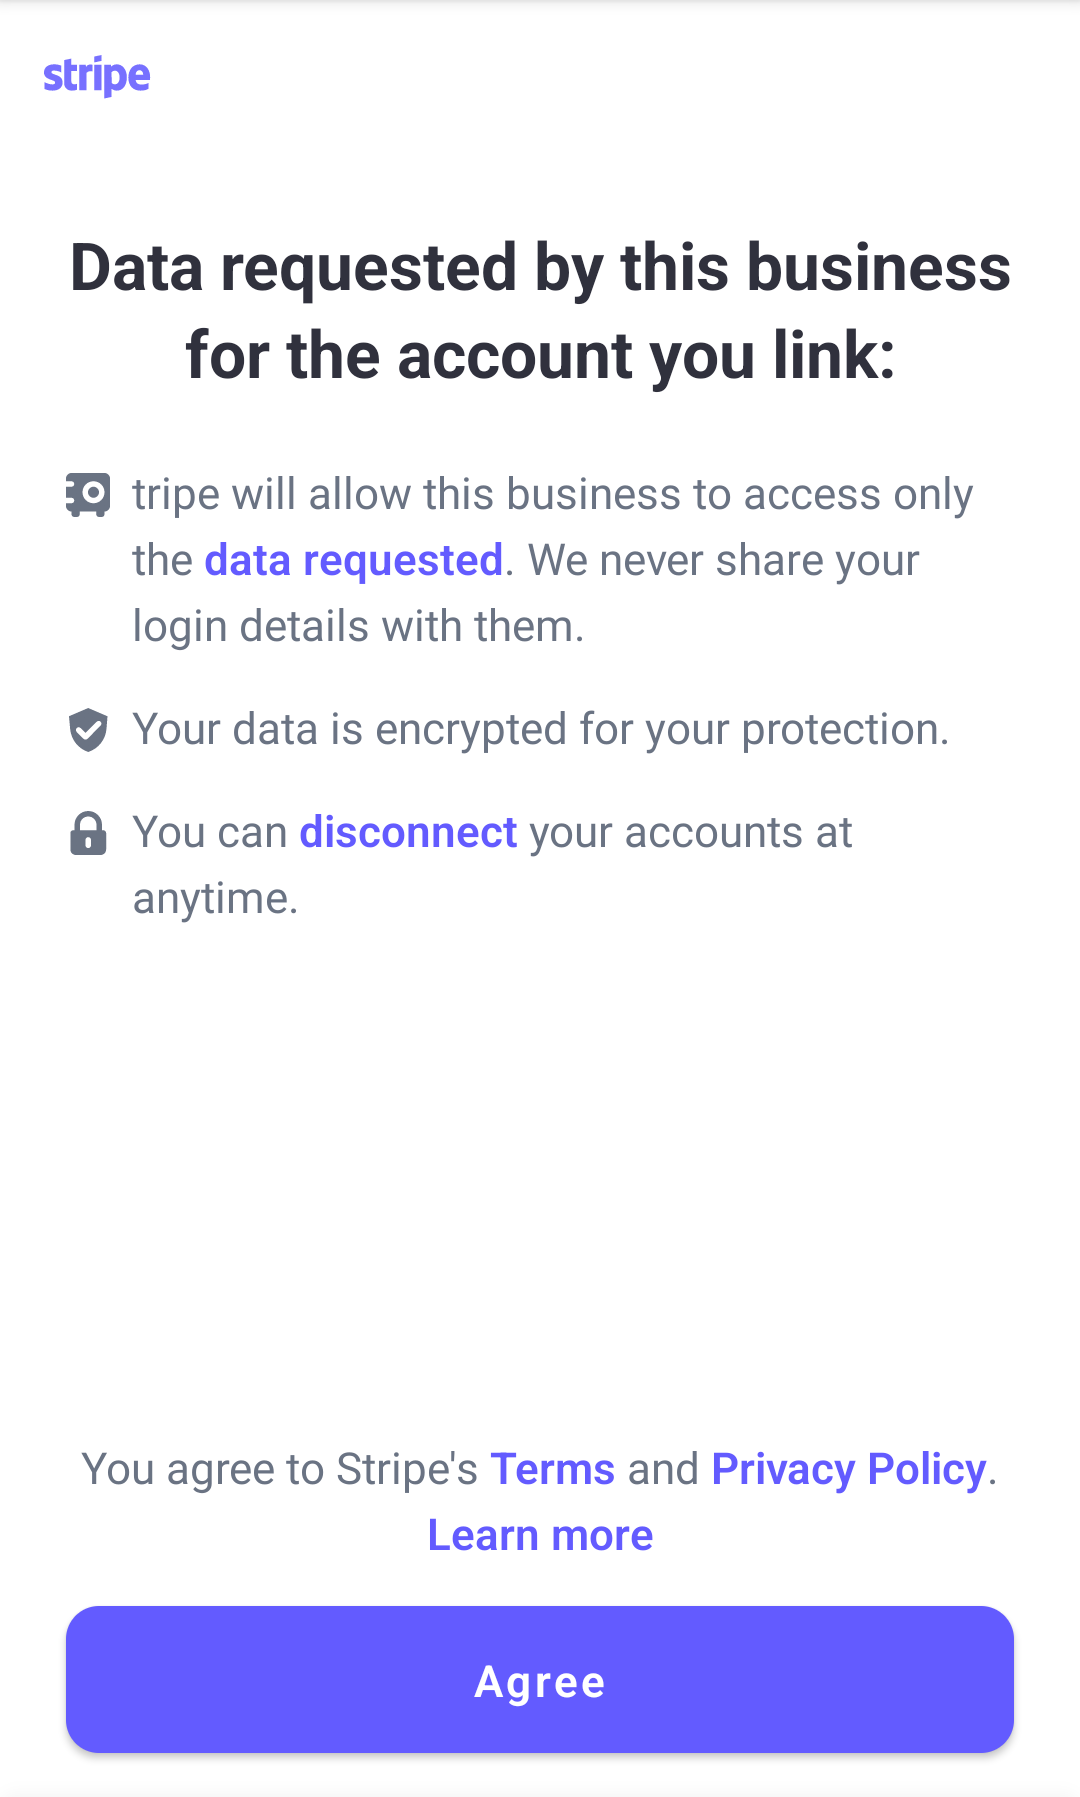 stripe
Data requested by this business
for the account you link:
tripe will allow this business to access only
the data requested. We never share your
login details with them.
Your data is encrypted for your protection.
You can disconnect your accounts at
anytime.
You agree to Stripe's Terms and Privacy Policy.
Learn more
Agree